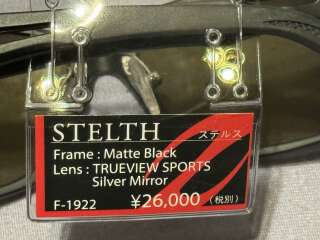 STELTH ステルス
Frame : Matte Black
Lens : TRUEVIEW SPORTS
Silver Mirror
F-1922 ¥26,000 (税別)